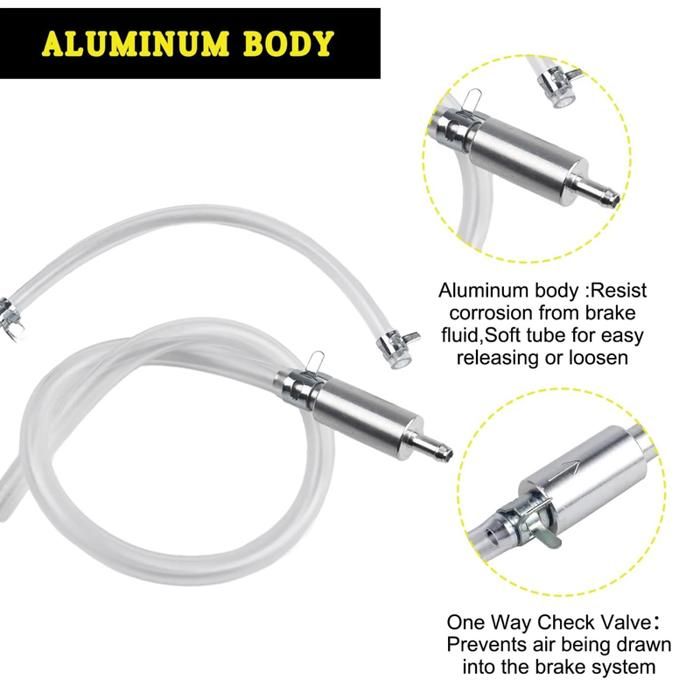 ALUMINUM BODY
Aluminum body :Resist
corrosion from brake
fluid,Soft tube for easy
releasing or loosen
One Way Check Valve：
Prevents air being drawn
into the brake system